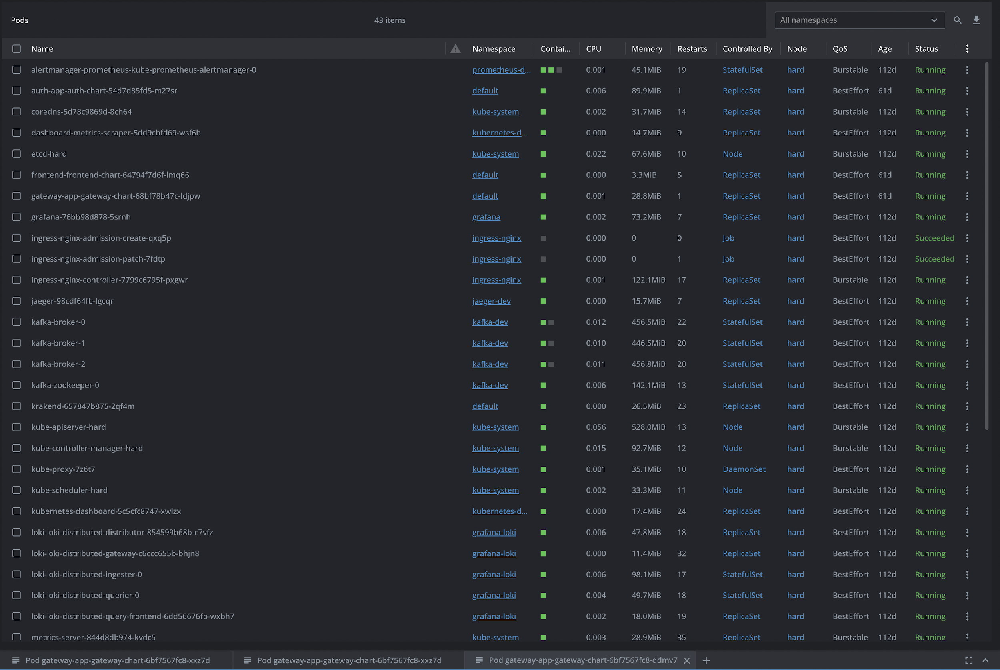 Pods 43 items All namespaces
Name Namespace Contai... CPU Memory Restarts Controlled By Node QoS Age Status
alertmanager-prometheus-kube-prometheus-alertmanager-0 prometheus-d... 0.001 45.1MiB 19 StatefulSet hard Burstable 112d Running
auth-app-auth-chart-54d7d85fd5-m27sr default 0.006 89.9MiB 1 ReplicaSet hard BestEffort 61d Running
coredns-5d78c9869d-8ch64 kube-system 0.002 31.7MiB 14 ReplicaSet hard Burstable 112d Running
dashboard-metrics-scraper-5dd9cbfd69-wsf6b kubernetes-d... 0.000 14.7MiB 9 ReplicaSet hard BestEffort 112d Running
etcd-hard kube-system 0.022 67.6MiB 10 Node hard Burstable 112d Running
frontend-frontend-chart-64794f7d6f-lmq66 default 0.000 3.3MiB 5 ReplicaSet hard BestEffort 61d Running
gateway-app-gateway-chart-68bf78b47c-ldjpw default 0.001 28.8MiB 1 ReplicaSet hard BestEffort 61d Running
grafana-76bb98d878-5srnh grafana 0.002 73.2MiB 7 ReplicaSet hard BestEffort 112d Running
ingress-nginx-admission-create-qxq5p ingress-nginx 0.000 0 0 Job hard BestEffort 112d Succeeded
ingress-nginx-admission-patch-7fdtp ingress-nginx 0.000 0 1 Job hard BestEffort 112d Succeeded
ingress-nginx-controller-7799c6795f-pxgwr ingress-nginx 0.001 122.1MiB 17 ReplicaSet hard Burstable 112d Running
jaeger-98cdf64fb-lgcqr jaeger-dev 0.000 15.7MiB 7 ReplicaSet hard BestEffort 112d Running
kafka-broker-0 kafka-dev 0.012 456.5MiB 22 StatefulSet hard BestEffort 112d Running
kafka-broker-1 kafka-dev 0.010 446.5MiB 20 StatefulSet hard BestEffort 112d Running
kafka-broker-2 kafka-dev 0.011 456.8MiB 20 StatefulSet hard BestEffort 112d Running
kafka-zookeeper-0 kafka-dev 0.006 142.1MiB 13 StatefulSet hard BestEffort 112d Running
krakend-657847b875-2qf4m default 0.000 26.5MiB 23 ReplicaSet hard BestEffort 112d Running
kube-apiserver-hard kube-system 0.056 528.0MiB 13 Node hard Burstable 112d Running
kube-controller-manager-hard kube-system 0.015 92.7MiB 12 Node hard Burstable 112d Running
kube-proxy-7z6t7 kube-system 0.001 35.1MiB 10 DaemonSet hard BestEffort 112d Running
kube-scheduler-hard kube-system 0.002 33.3MiB 11 Node hard Burstable 112d Running
kubernetes-dashboard-5c5cfc8747-xwlzx kubernetes-d... 0.000 17.4MiB 24 ReplicaSet hard BestEffort 112d Running
loki-loki-distributed-distributor-854599b68b-c7vfz grafana-loki 0.006 47.8MiB 18 ReplicaSet hard BestEffort 112d Running
loki-loki-distributed-gateway-c6ccc655b-bhjn8 grafana-loki 0.000 11.4MiB 32 ReplicaSet hard BestEffort 112d Running
loki-loki-distributed-ingester-0 grafana-loki 0.006 98.1MiB 17 StatefulSet hard BestEffort 112d Running
loki-loki-distributed-querier-0 grafana-loki 0.004 49.7MiB 18 StatefulSet hard BestEffort 112d Running
loki-loki-distributed-query-frontend-6dd56676fb-wxbh7 grafana-loki 0.002 18.0MiB 19 ReplicaSet hard BestEffort 112d Running
metrics-server-844d8db974-kvdc5 kube-system 0.003 28.9MiB 35 ReplicaSet hard Burstable 112d Running
Pod gateway-app-gateway-chart-6bf7567fc8-xxz7d Pod gateway-app-gateway-chart-6bf7567fc8-xxz7d Pod gateway-app-gateway-chart-6bf7567fc8-ddmv7